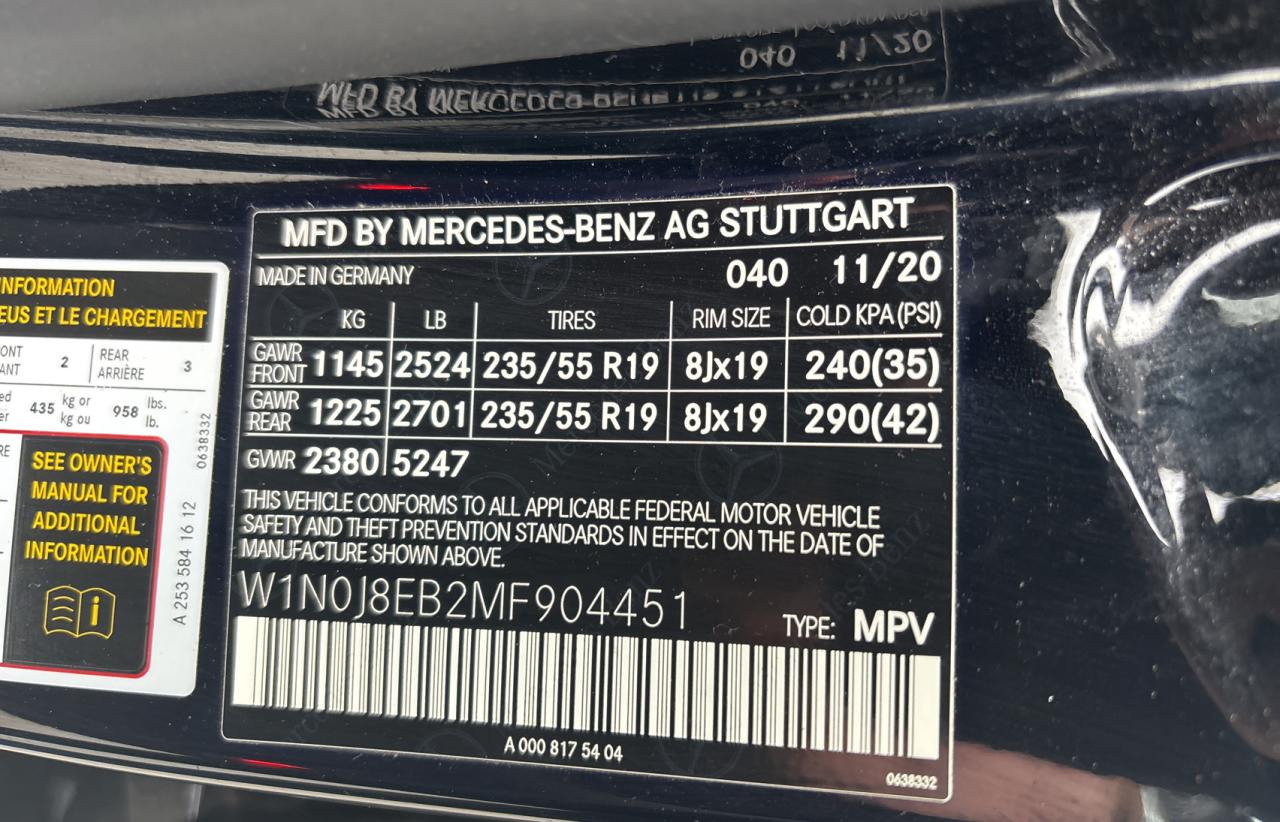 MFD BY MERCEDES-BENZ AG STUTTGART
MADE IN GERMANY 040 11/20
KG LB TIRES RIM SIZE COLD KPA (PSI)
GAWR FRONT 1145 2524 235/55 R19 8Jx19 240(35)
GAWR REAR 1225 2701 235/55 R19 8Jx19 290(42)
GVWR 2380 5247
THIS VEHICLE CONFORMS TO ALL APPLICABLE FEDERAL MOTOR VEHICLE
SAFETY AND THEFT PREVENTION STANDARDS IN EFFECT ON THE DATE OF
MANUFACTURE SHOWN ABOVE.
W1N0J8EB2MF904451
TYPE: MPV
A 000 817 54 04
0638332
INFORMATION
ET LE CHARGEMENT
2 REAR ARRIÈRE 3
435 kg or kg ou 958 lbs. lb.
SEE OWNER'S
MANUAL FOR
ADDITIONAL
INFORMATION
i
A 253 584 16 12
0638332
040 11/20
MFD BY